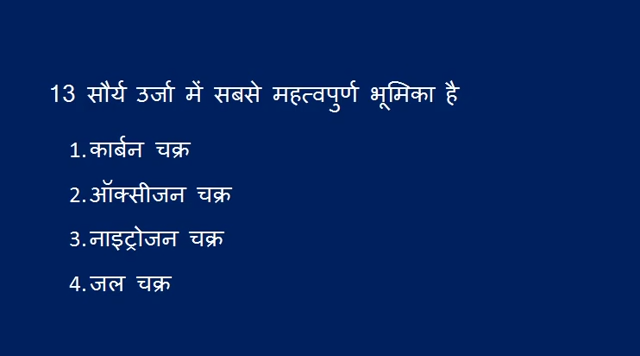 13 सौर्य उर्जा में सबसे महत्वपुर्ण भूमिका है
1. कार्बन चक्र
2. ऑक्सीजन चक्र
3. नाइट्रोजन चक्र
4. जल चक्र